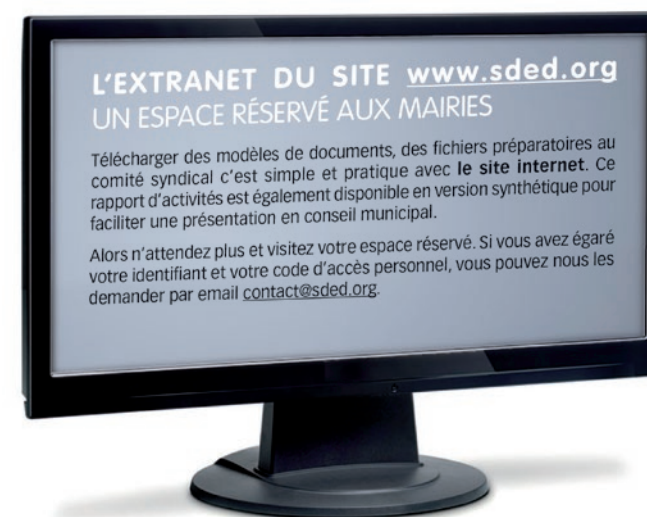 L'EXTRANET DU SITE www.sded.org
UN ESPACE RÉSERVÉ AUX MAIRIES
Télécharger des modèles de documents, des fichiers préparatoires au
comité syndical c'est simple et pratique avec le site internet. Ce
rapport d'activités est également disponible en version synthétique pour
faciliter une présentation en conseil municipal.
Alors n'attendez plus et visitez votre espace réservé. Si vous avez égaré
votre identifiant et votre code d'accès personnel, vous pouvez nous les
demander par email contact@sded.org.